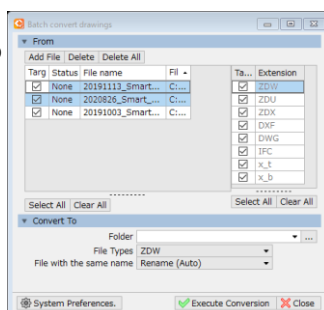 Batch convert drawings
From
Add File Delete Delete All
Targ Status File name Fil
None 20191113_Smart... C:...
None 2020826_Smart_... C:...
None 20191003_Smart... C:...
Ta... Extension
ZDW
ZDU
ZDX
DXF
DWG
IFC
x_t
x_b
Select All Clear All
Select All Clear All
Convert To
Folder
...
File Types ZDW
File with the same name Rename (Auto)
System Preferences. Execute Conversion Close